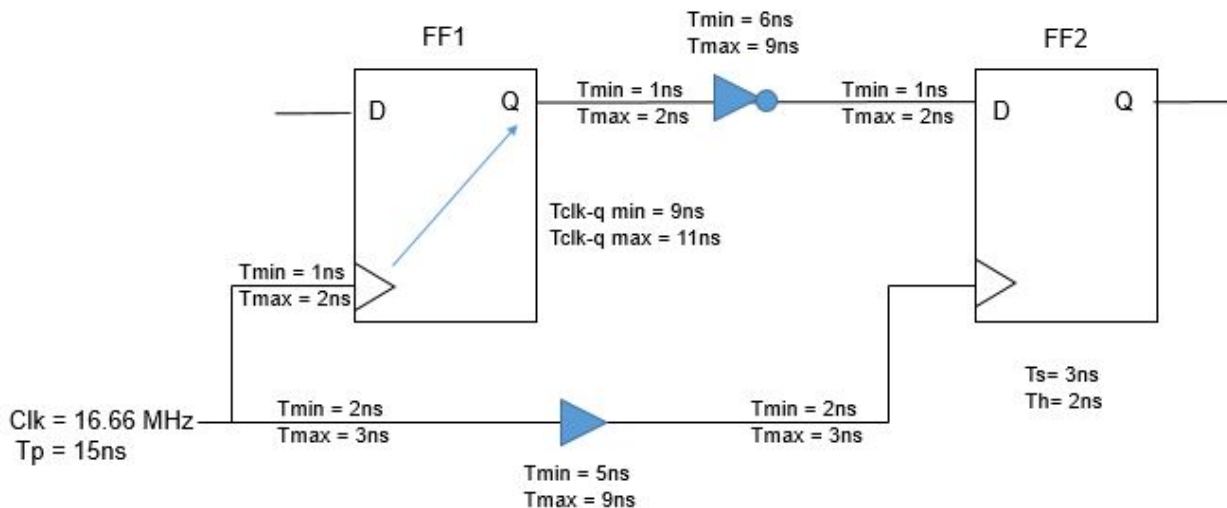 Tmin = 6ns
Tmax = 9ns
FF1
FF2
D
Q
Tmin = 1ns
Tmax = 2ns
Tmin = 1ns
Tmax = 2ns
D
Q
Tclk-q min = 9ns
Tclk-q max = 11ns
Tmin = 1ns
Tmax = 2ns
Clk = 16.66 MHz
Tp = 15ns
Tmin = 2ns
Tmax = 3ns
Tmin = 5ns
Tmax = 9ns
Tmin = 2ns
Tmax = 3ns
Ts= 3ns
Th= 2ns